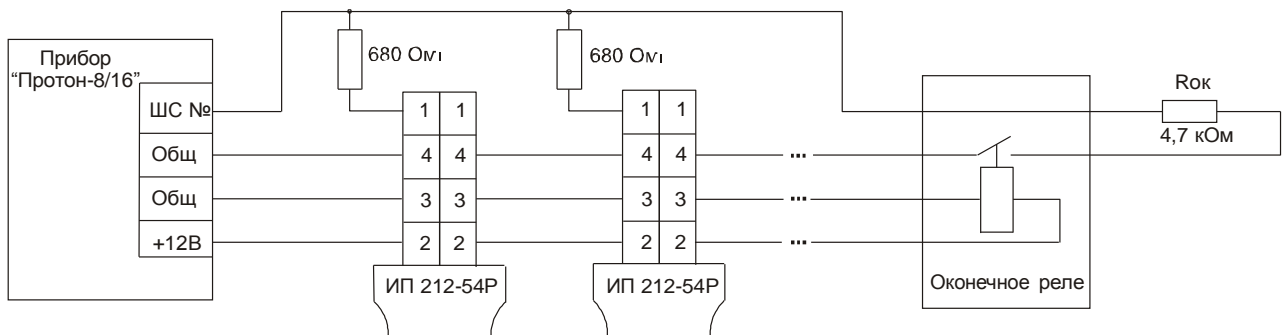 Прибор
“Протон-8/16”
ШС №
Общ
Общ
+12В
680 Ом
680 Ом
1 1
4 4
3 3
2 2
ИП 212-54Р
1 1
4 4
3 3
2 2
ИП 212-54Р
...
...
...
Оконечное реле
Rок
4,7 кОм